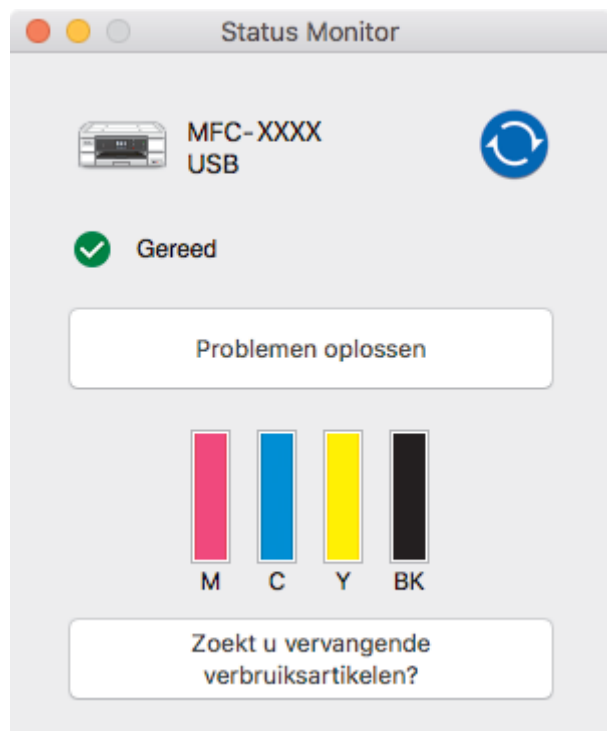 Status Monitor
MFC-XXXX
USB
Gereed
Problemen oplossen
M C Y BK
Zoekt u vervangende
verbruiksartikelen?